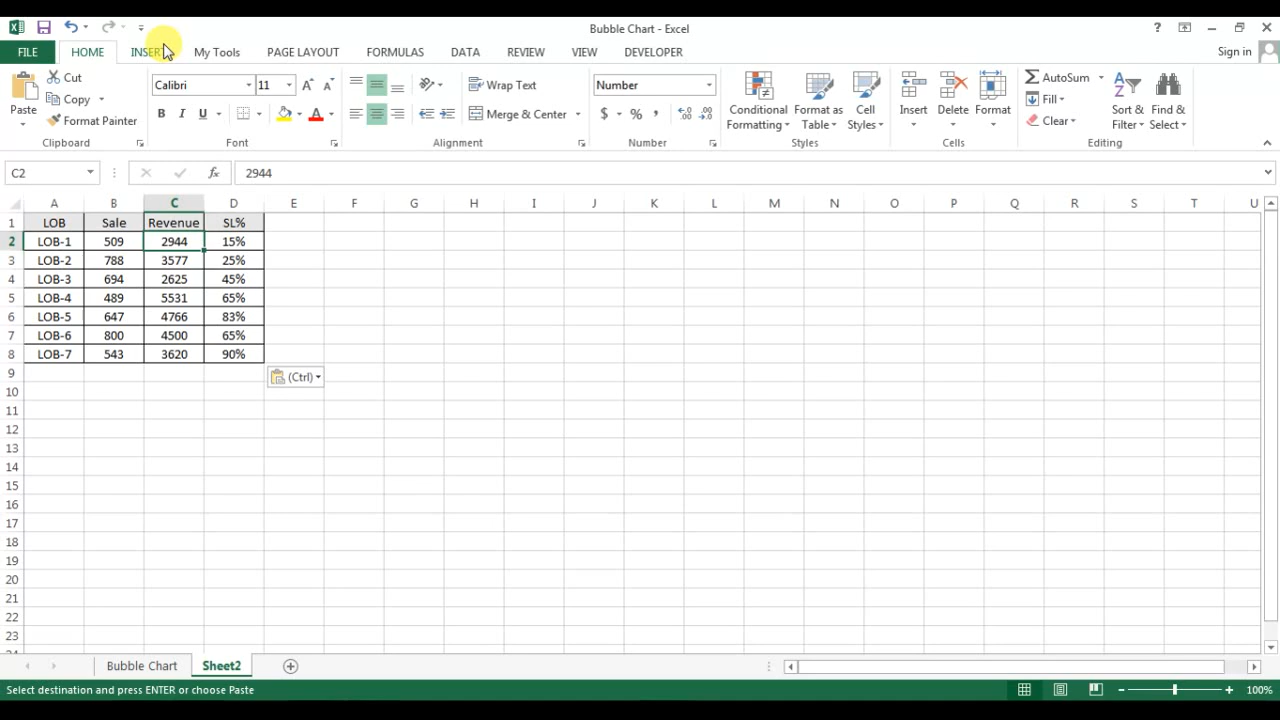 Bubble Chart - Excel
?
Sign in
FILE HOME INSERT My Tools PAGE LAYOUT FORMULAS DATA REVIEW VIEW DEVELOPER
Paste
Cut
Copy
Format Painter
Clipboard
Calibri 11
B I U
Font
Wrap Text
Merge & Center
Alignment
Number
$ % ,
Number
Conditional Formatting
Format as Table
Cell Styles
Styles
Insert Delete Format
Cells
AutoSum
Fill
Clear
Sort & Filter
Find & Select
Editing
C2 fx 2944
A B C D E F G H I J K L M N O P Q R S T U
1 LOB Sale Revenue SL%
2 LOB-1 509 2944 15%
3 LOB-2 788 3577 25%
4 LOB-3 694 2625 45%
5 LOB-4 489 5531 65%
6 LOB-5 647 4766 83%
7 LOB-6 800 4500 65%
8 LOB-7 543 3620 90%
9
(Ctrl)
10
11
12
13
14
15
16
17
18
19
20
21
22
23
Bubble Chart Sheet2
Select destination and press ENTER or choose Paste
100%